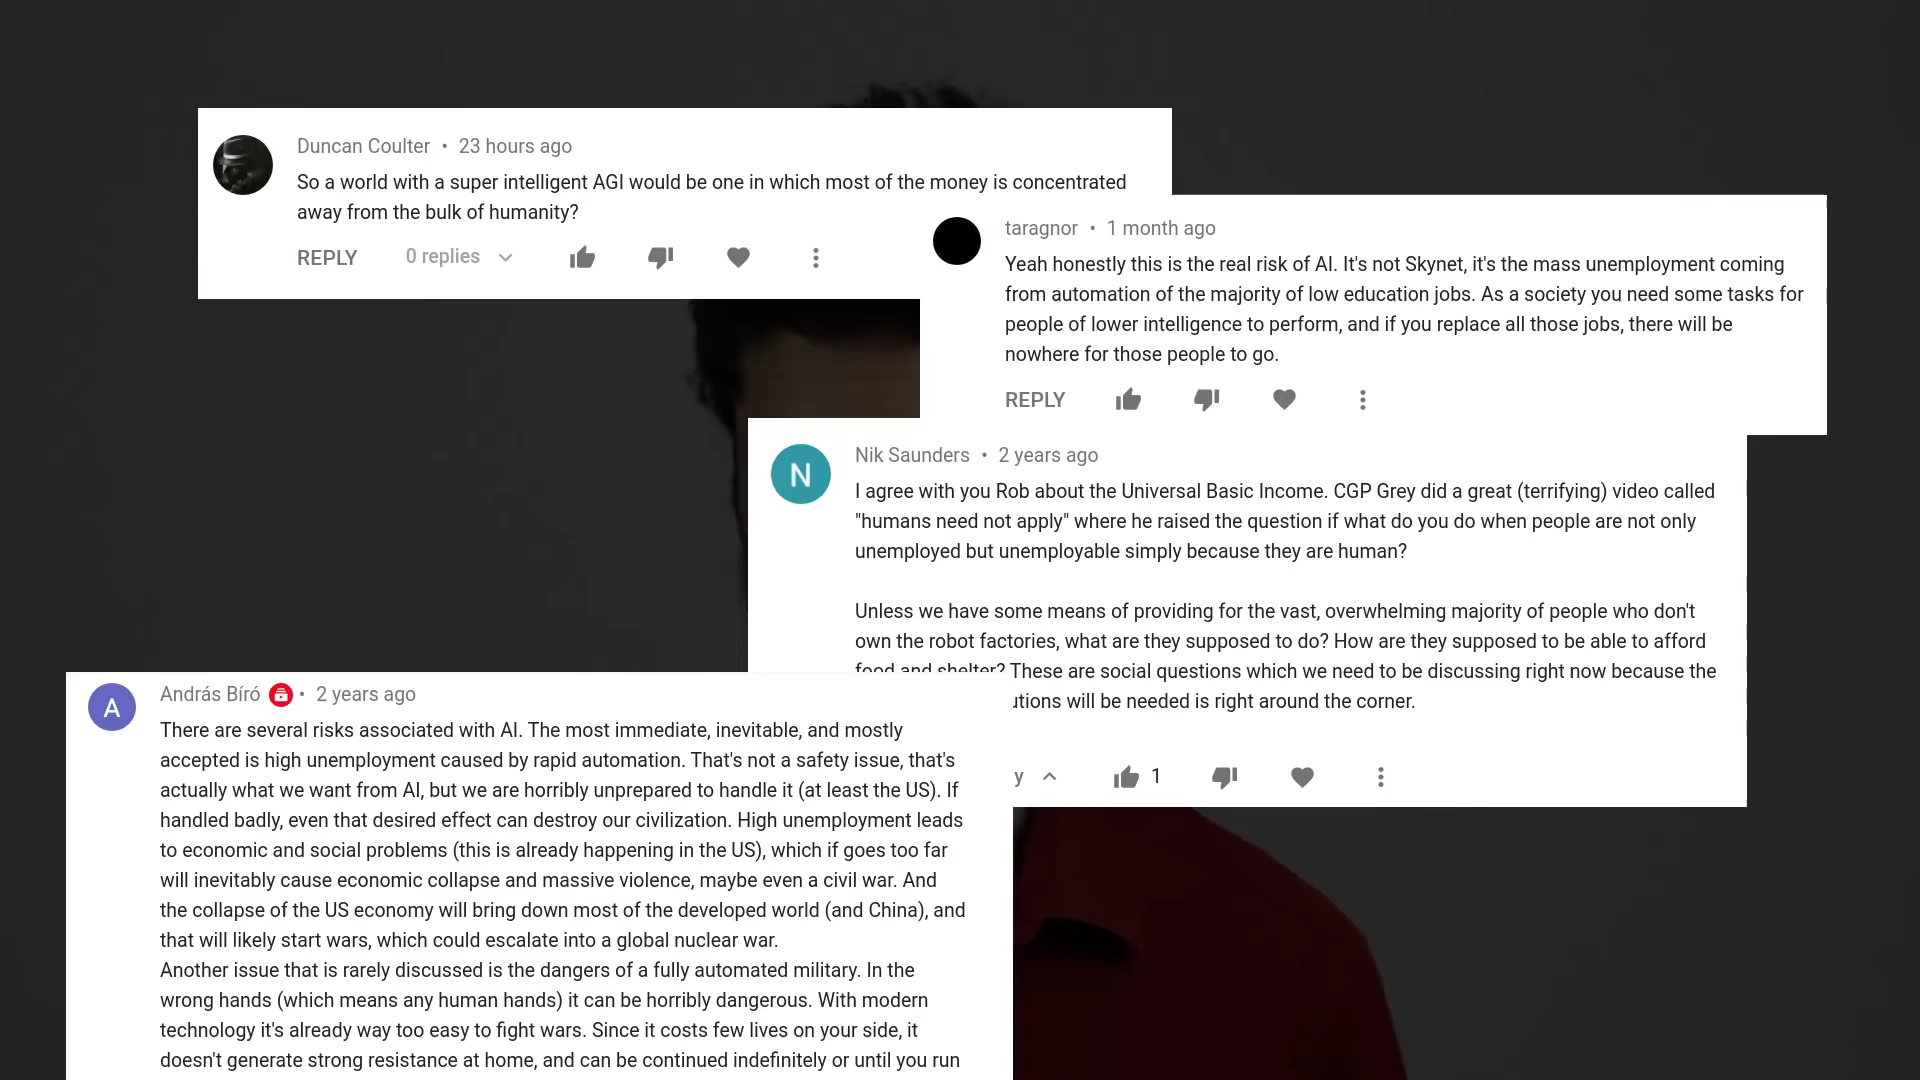 Duncan Coulter • 23 hours ago
So a world with a super intelligent AGI would be one in which most of the money is concentrated
away from the bulk of humanity?
REPLY 0 replies
taragnor • 1 month ago
Yeah honestly this is the real risk of AI. It's not Skynet, it's the mass unemployment coming
from automation of the majority of low education jobs. As a society you need some tasks for
people of lower intelligence to perform, and if you replace all those jobs, there will be
nowhere for those people to go.
REPLY
N
Nik Saunders • 2 years ago
I agree with you Rob about the Universal Basic Income. CGP Grey did a great (terrifying) video called
"humans need not apply" where he raised the question if what do you do when people are not only
unemployed but unemployable simply because they are human?
Unless we have some means of providing for the vast, overwhelming majority of people who don't
own the robot factories, what are they supposed to do? How are they supposed to be able to afford
food and shelter? These are social questions which we need to be discussing right now because the
utions will be needed is right around the corner.
y 1
A
András Bíró • 2 years ago
There are several risks associated with AI. The most immediate, inevitable, and mostly
accepted is high unemployment caused by rapid automation. That's not a safety issue, that's
actually what we want from AI, but we are horribly unprepared to handle it (at least the US). If
handled badly, even that desired effect can destroy our civilization. High unemployment leads
to economic and social problems (this is already happening in the US), which if goes too far
will inevitably cause economic collapse and massive violence, maybe even a civil war. And
the collapse of the US economy will bring down most of the developed world (and China), and
that will likely start wars, which could escalate into a global nuclear war.
Another issue that is rarely discussed is the dangers of a fully automated military. In the
wrong hands (which means any human hands) it can be horribly dangerous. With modern
technology it's already way too easy to fight wars. Since it costs few lives on your side, it
doesn't generate strong resistance at home, and can be continued indefinitely or until you run